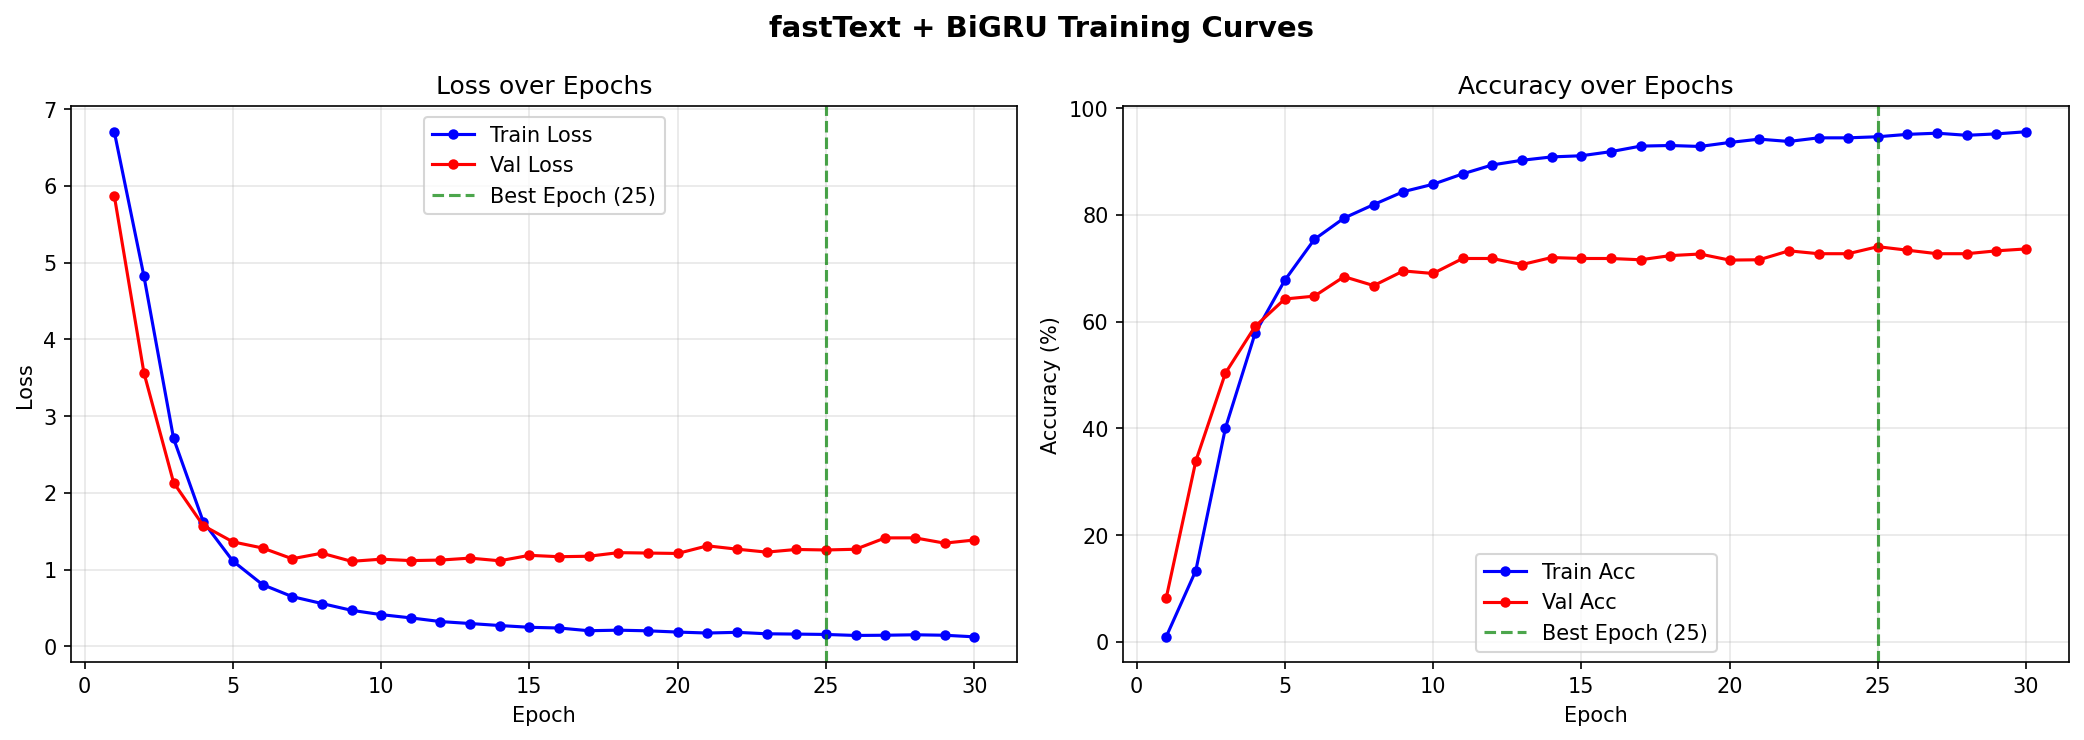 fastText + BiGRU Training Curves
Loss over Epochs
7
6
5
4
3
2
1
0
Loss
Train Loss
Val Loss
Best Epoch (25)
0 5 10 15 20 25 30
Epoch
Accuracy over Epochs
100
80
60
40
20
0
Accuracy (%)
Train Acc
Val Acc
Best Epoch (25)
0 5 10 15 20 25 30
Epoch